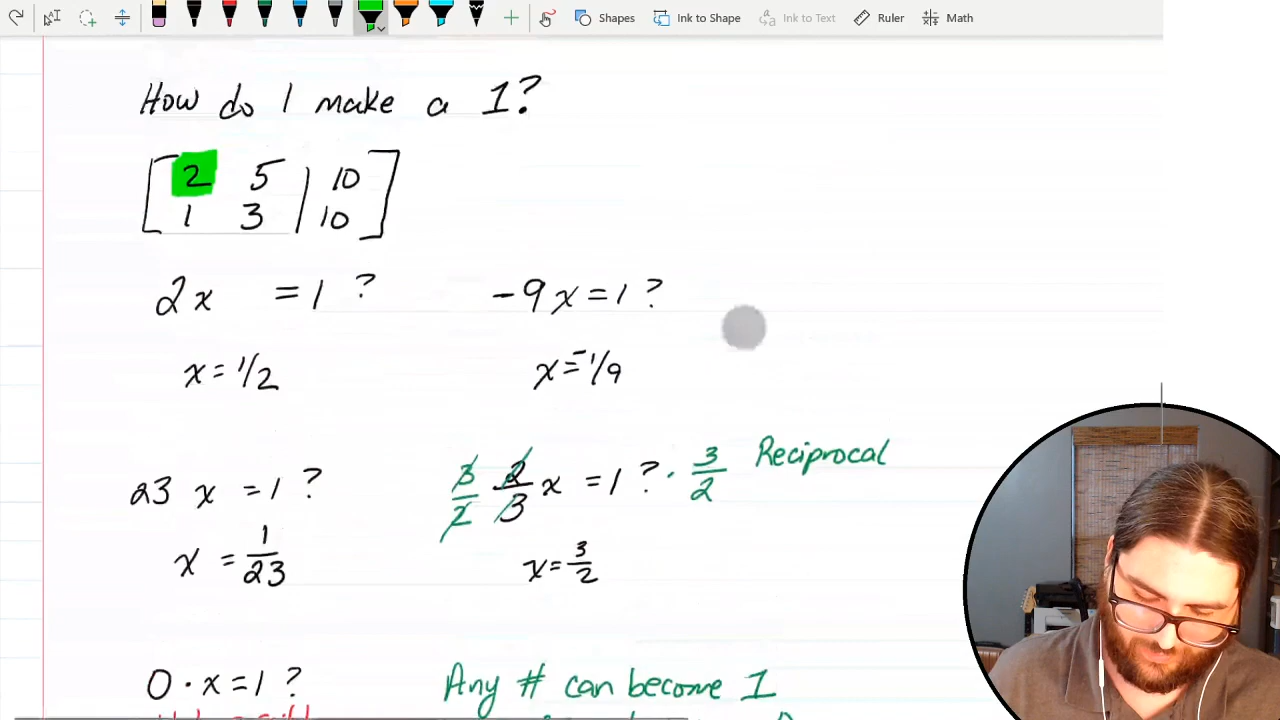 Shapes Ink to Shape Ink to Text Ruler Math
How do I make a 1?
2 5 | 10
1 3 | 10
2x = 1 ?
-9x = 1 ?
x = 1/2
x = -1/9
23 x = 1 ?
3/2 2/3 x = 1 ? · 3/2 Reciprocal
x = 1/23
x = 3/2
0 · x = 1 ?
Any # can become 1